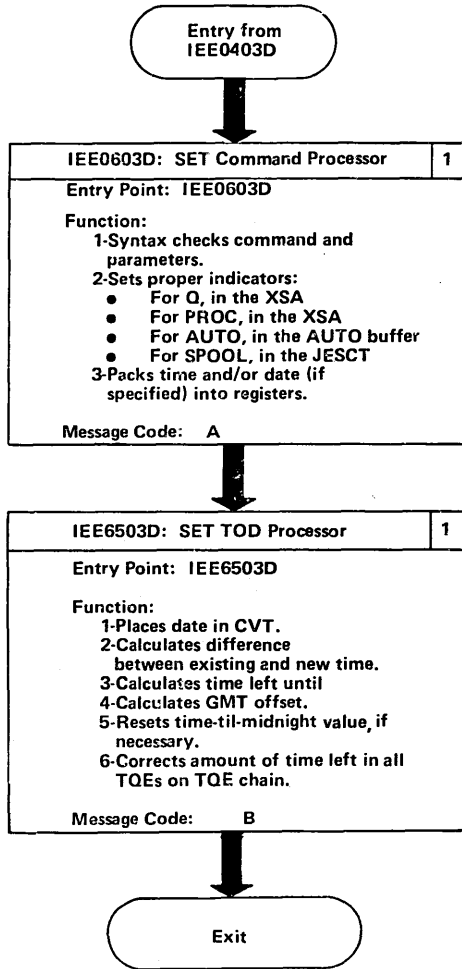 Entry from
IEE0403D
IEE0603D: SET Command Processor 1
Entry Point: IEE0603D
Function:
1-Syntax checks command and
parameters.
2-Sets proper indicators:
● For Q, in the XSA
● For PROC, in the XSA
● For AUTO, in the AUTO buffer
● For SPOOL, in the JESCT
3-Packs time and/or date (if
specified) into registers.
Message Code: A
IEE6503D: SET TOD Processor 1
Entry Point: IEE6503D
Function:
1-Places date in CVT.
2-Calculates difference
between existing and new time.
3-Calculates time left until
4-Calculates GMT offset.
5-Resets time-til-midnight value, if
necessary.
6-Corrects amount of time left in all
TQEs on TQE chain.
Message Code: B
Exit